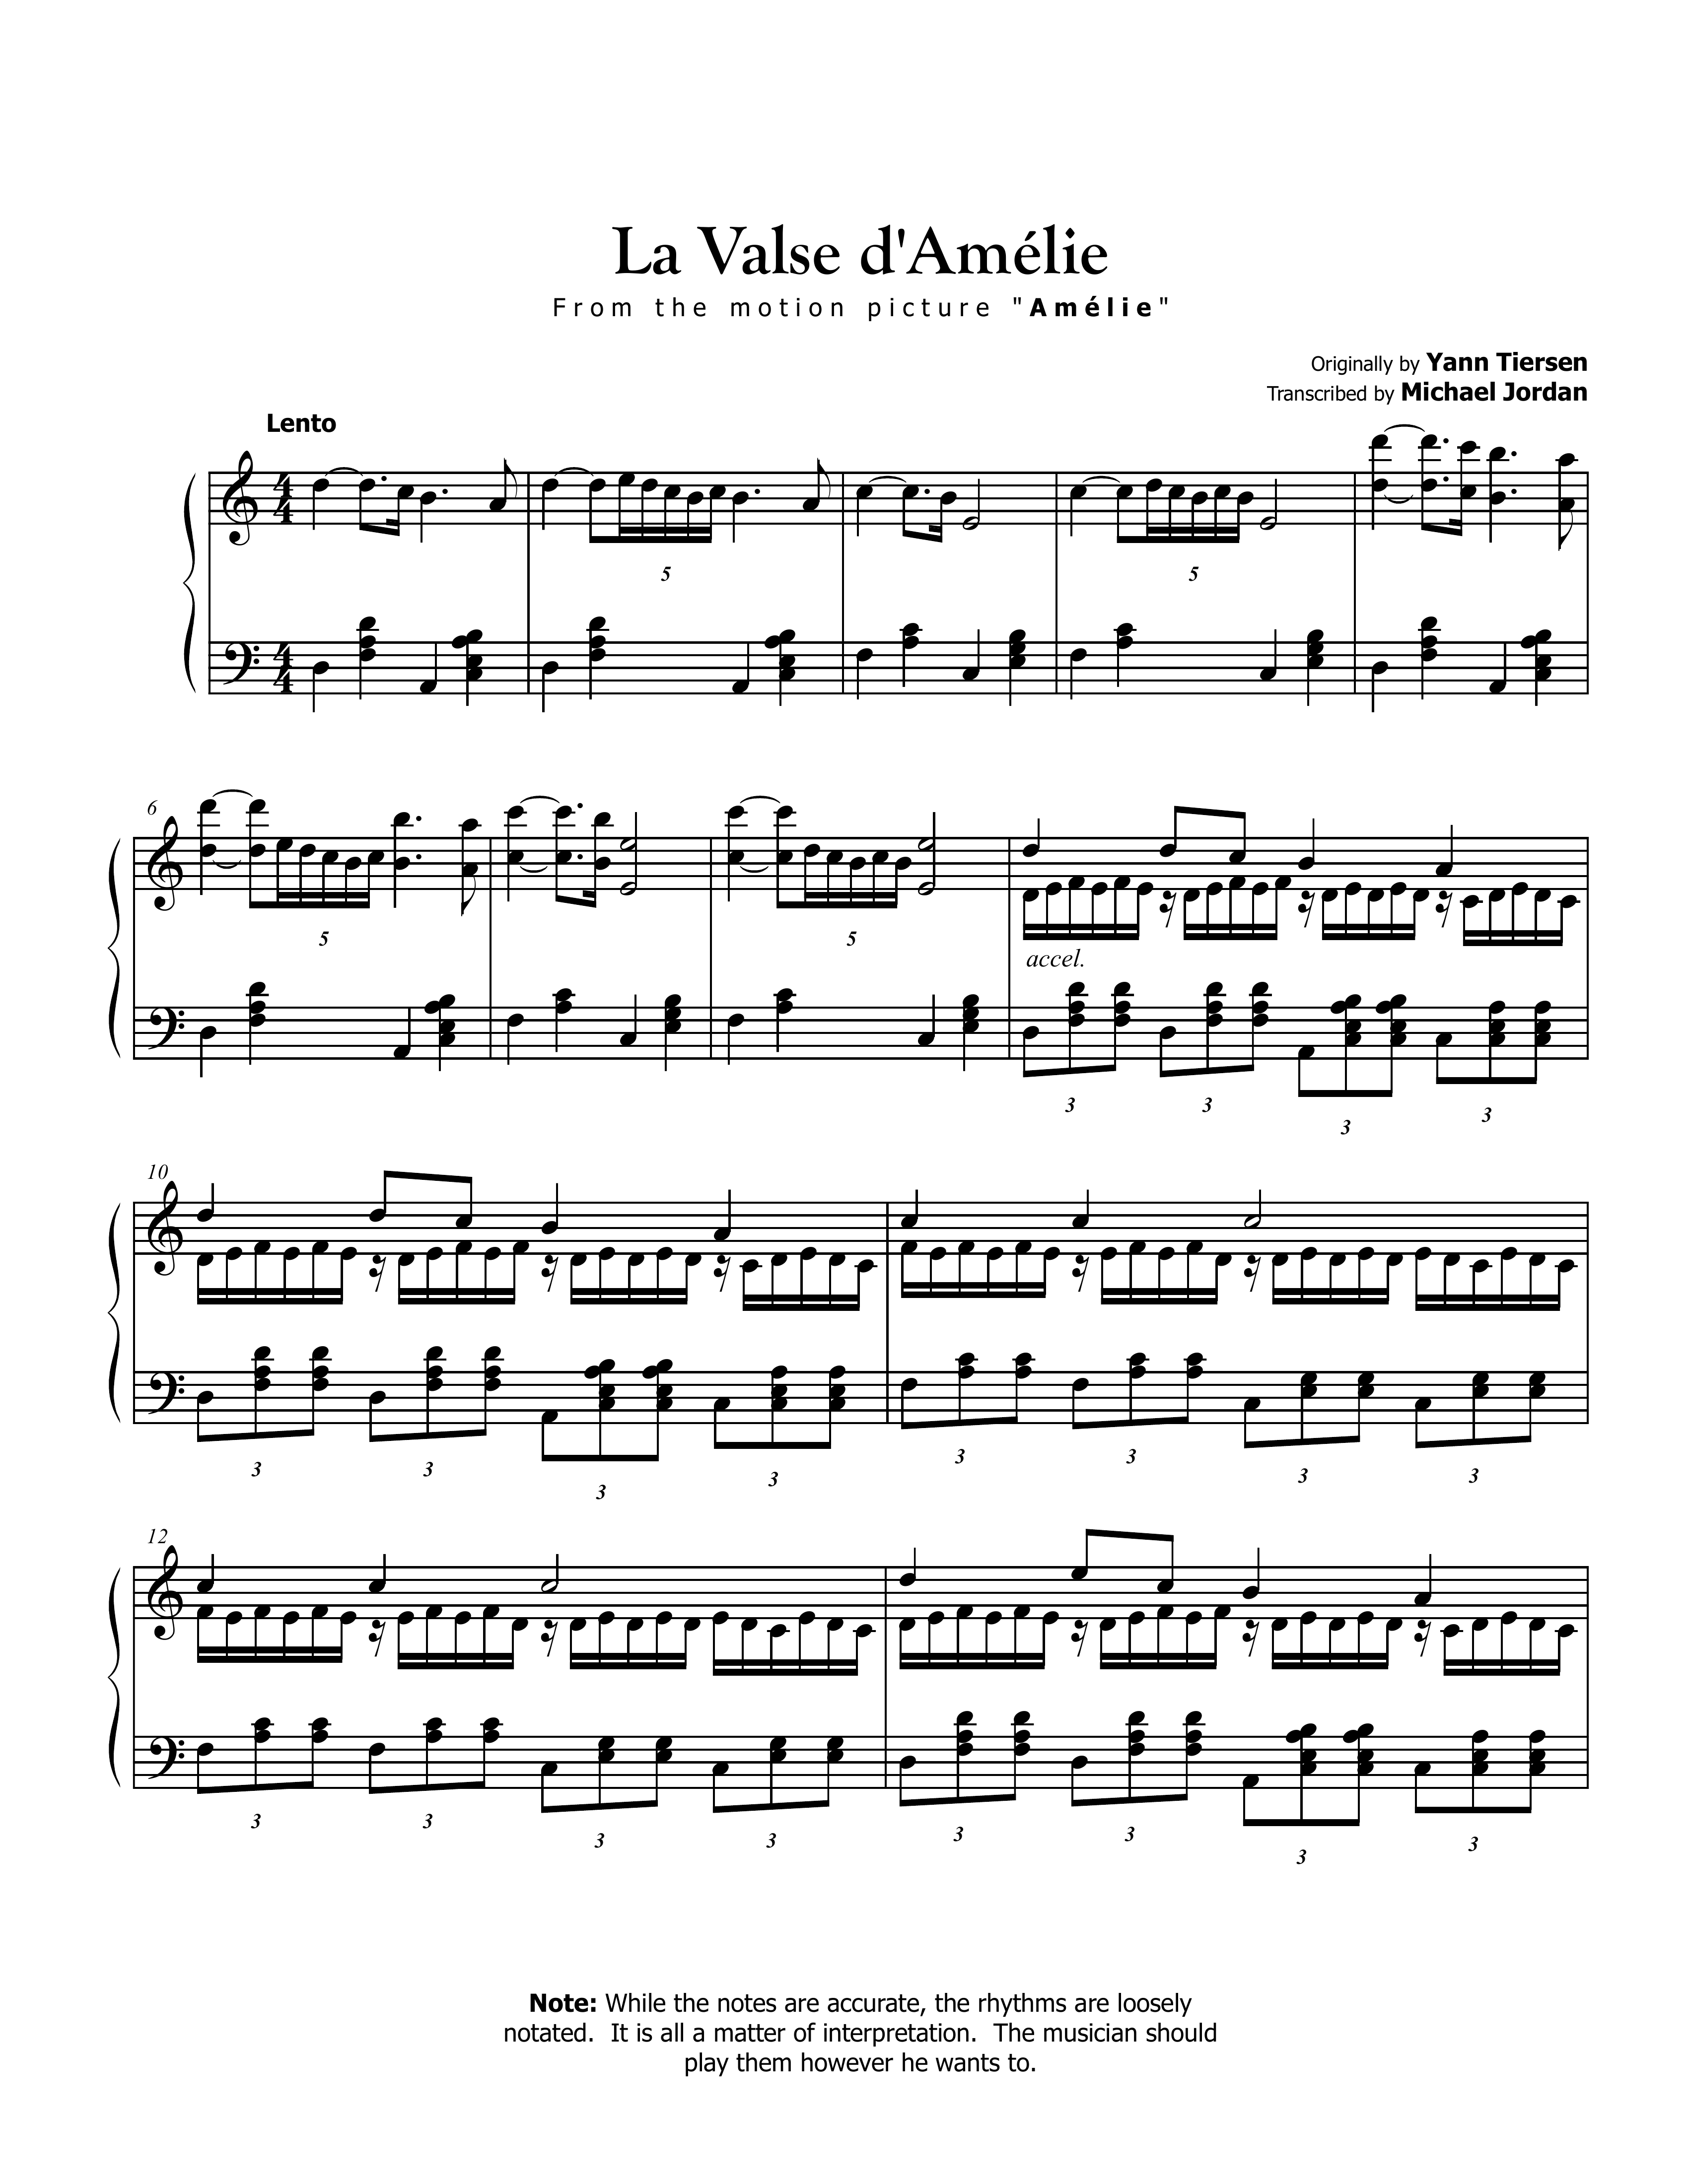 La Valse d'Amélie
From the motion picture "Amélie"
Originally by Yann Tiersen
Transcribed by Michael Jordan
Lento
4 4
4 4
5 5
6
5 5
accel.
3 3 3 3
10
3 3 3 3 3 3 3 3
12
3 3 3 3 3 3 3 3
Note: While the notes are accurate, the rhythms are loosely
notated. It is all a matter of interpretation. The musician should
play them however he wants to.